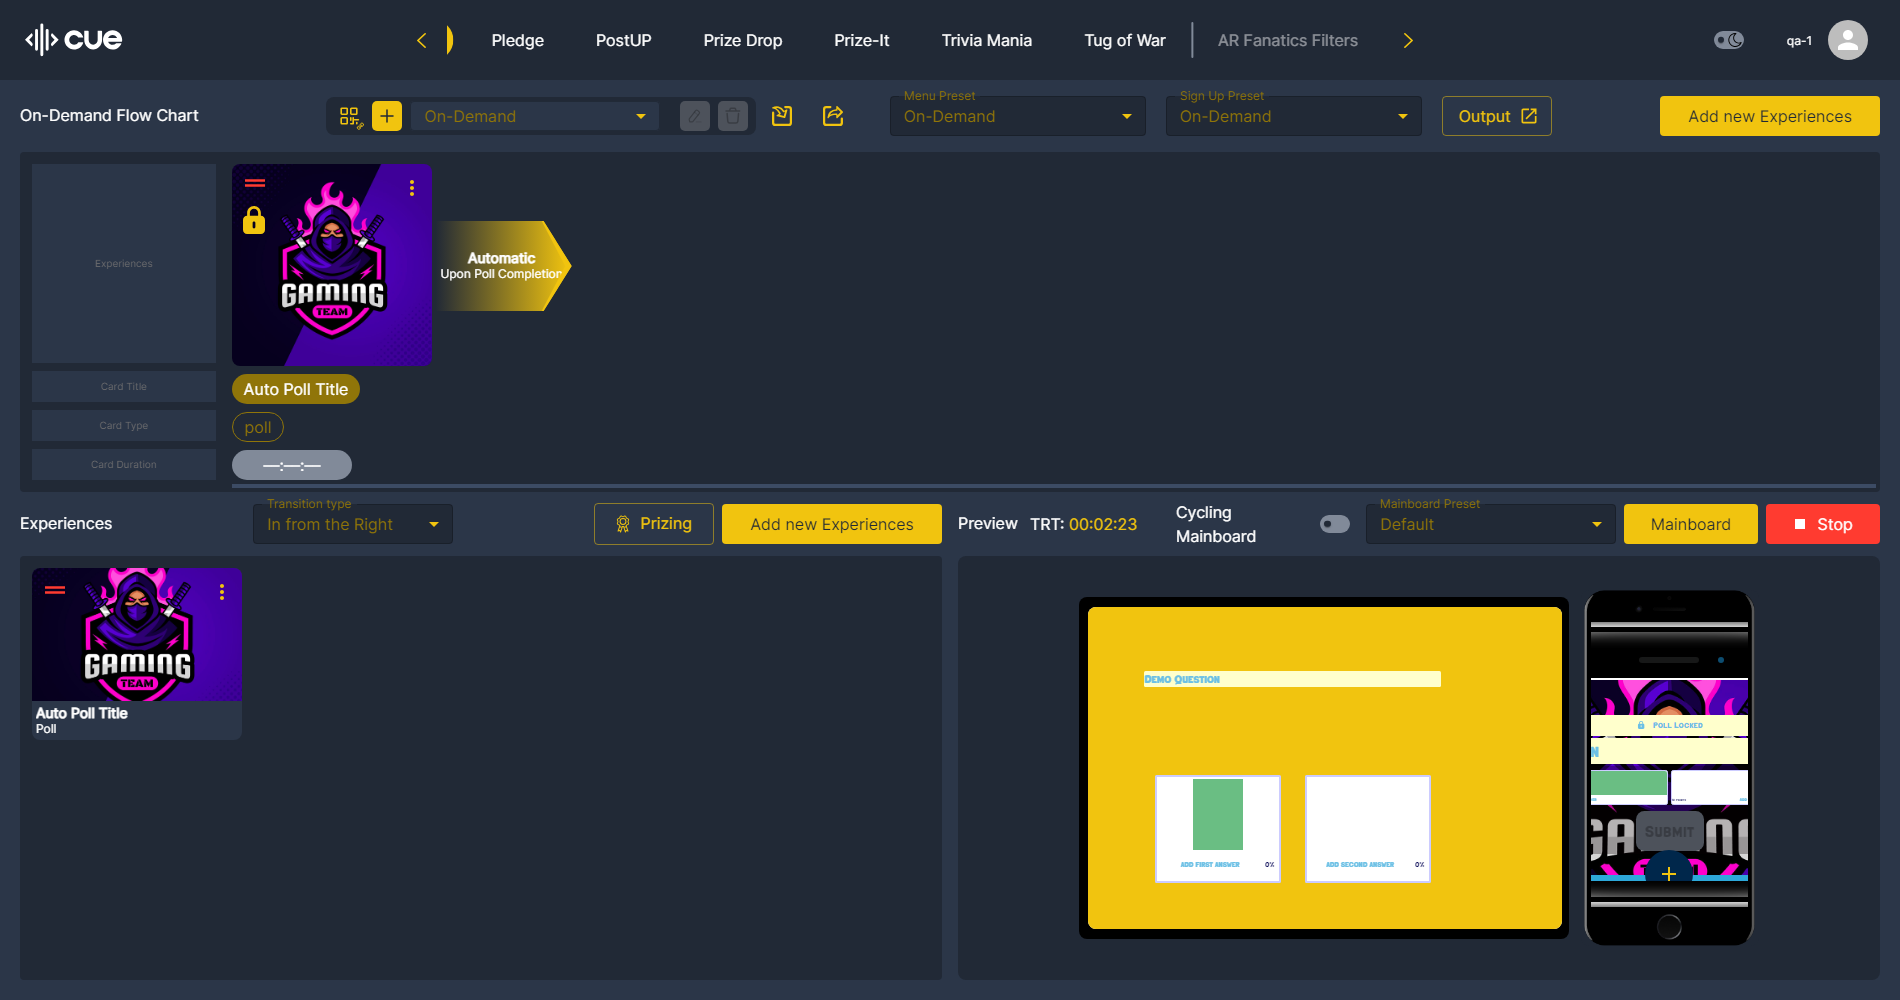 cue
Pledge
PostUP
Prize Drop
Prize-It
Trivia Mania
Tug of War
AR Fanatics Filters
qa-1
On-Demand Flow Chart
On-Demand
Menu Preset
On-Demand
Sign Up Preset
On-Demand
Output
Add new Experiences
Experiences
GAMING
TEAM
Automatic
Upon Poll Completion
Card Title
Auto Poll Title
Card Type
poll
Card Duration
—:—:—
Experiences
Transition type
In from the Right
Prizing
Add new Experiences
Preview
TRT: 00:02:23
Cycling
Mainboard
Mainboard Preset
Default
Mainboard
Stop
GAMING
TEAM
Auto Poll Title
Poll
Demo Question
ADD FIRST ANSWER
0%
ADD SECOND ANSWER
0%
Poll Locked
N
SUBMIT